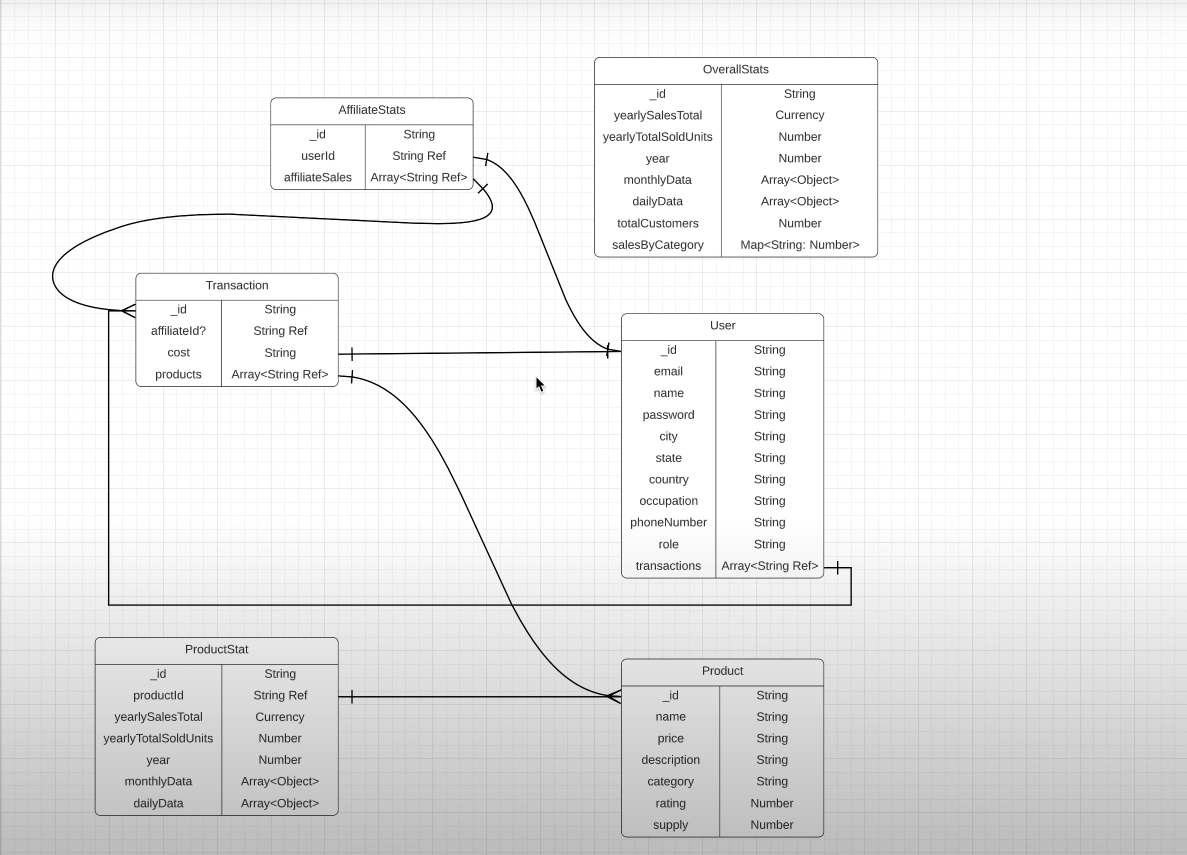 OverallStats
_id String
yearlySalesTotal Currency
yearlyTotalSoldUnits Number
year Number
monthlyData Array<Object>
dailyData Array<Object>
totalCustomers Number
salesByCategory Map<String: Number>
AffiliateStats
_id String
userId String Ref
affiliateSales Array<String Ref>
Transaction
_id String
affiliateId? String Ref
cost String
products Array<String Ref>
User
_id String
email String
name String
password String
city String
state String
country String
occupation String
phoneNumber String
role String
transactions Array<String Ref>
ProductStat
_id String
productId String Ref
yearlySalesTotal Currency
yearlyTotalSoldUnits Number
year Number
monthlyData Array<Object>
dailyData Array<Object>
Product
_id String
name String
price String
description String
category String
rating Number
supply Number